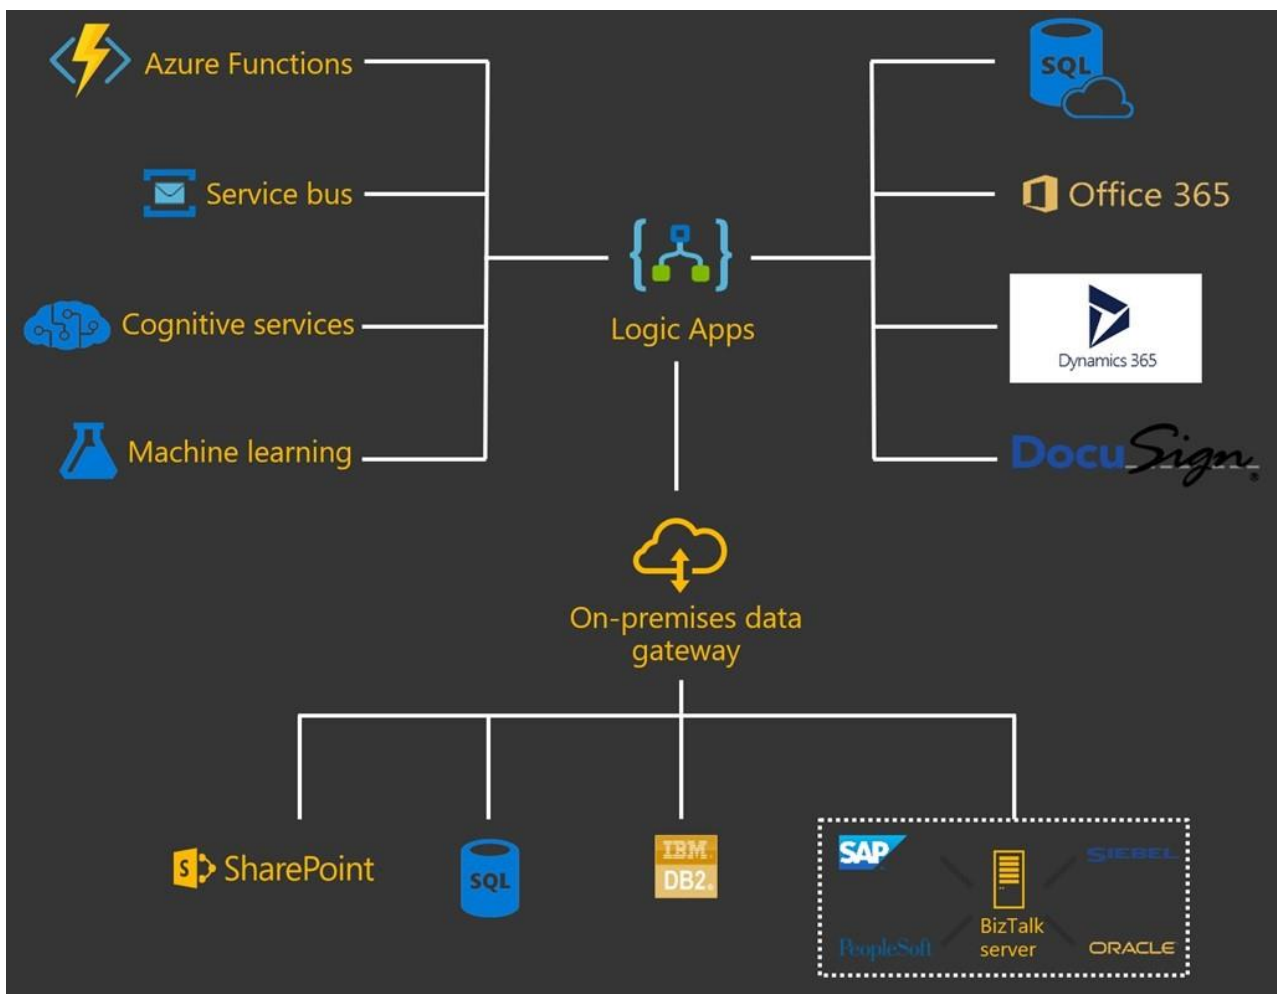 Azure Functions
Service bus
Cognitive services
Machine learning
Logic Apps
SQL
Office 365
Dynamics 365
DocuSign®
On-premises data
gateway
S
SharePoint
SQL
IBM.
DB2®
SAP
SIEBEL
BizTalk
server
PeopleSoft
ORACLE